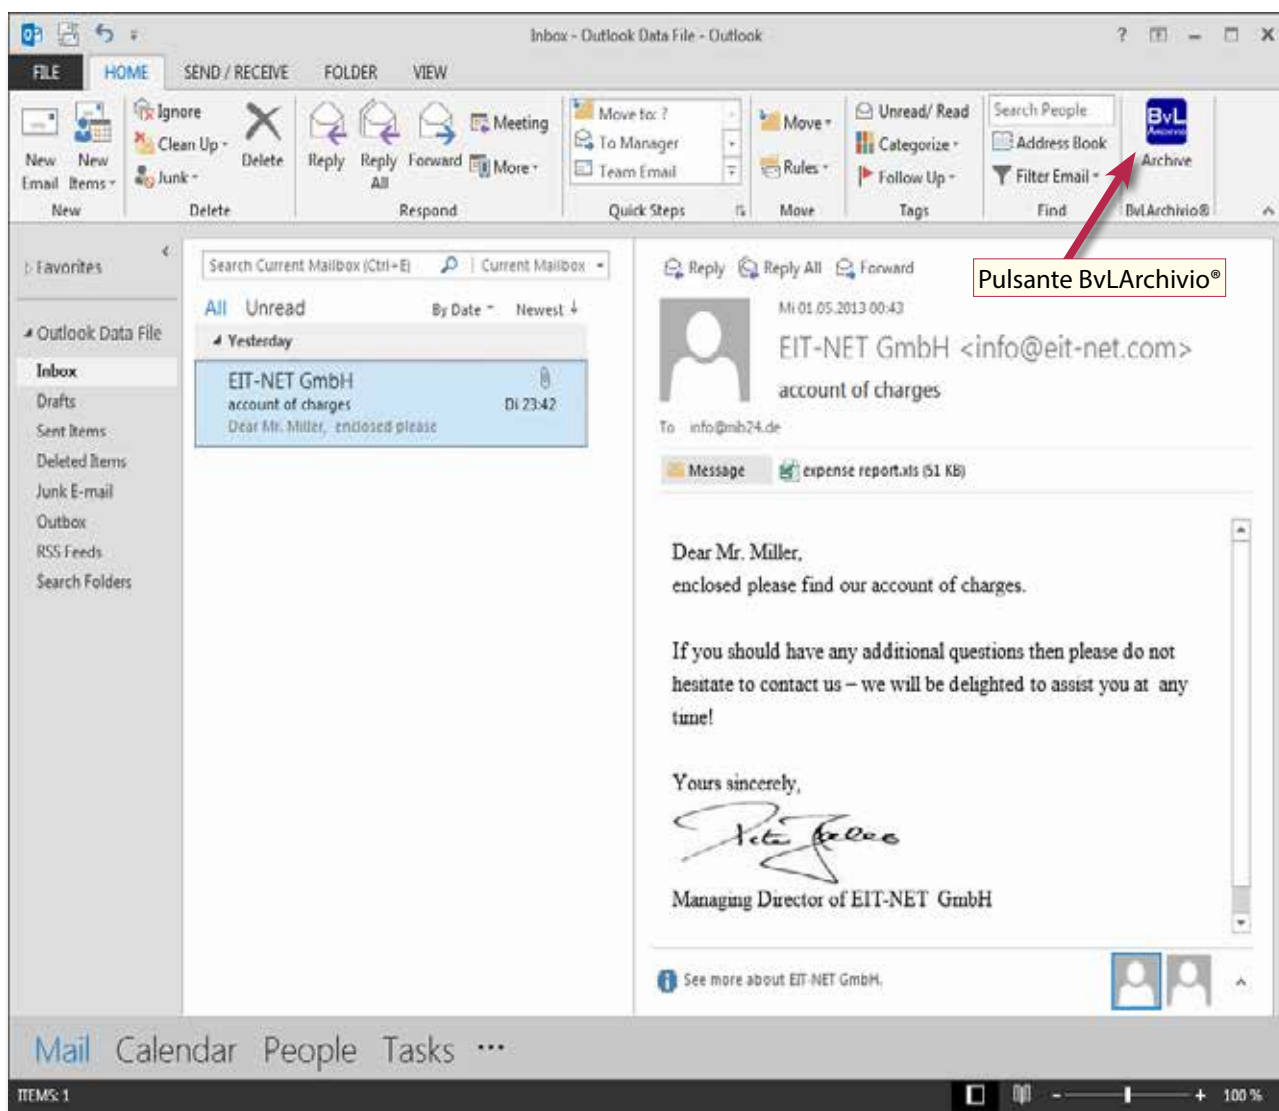 Inbox - Outlook Data File - Outlook
?
FILE HOME SEND / RECEIVE FOLDER VIEW
New Email
New Items
New
Ignore
Clean Up
Junk
Delete
Delete
Reply
Reply All
Forward
Meeting
More
Respond
Move to: ?
To Manager
Team Email
Quick Steps
Move
Rules
Move
Unread/ Read
Categorize
Follow Up
Tags
Search People
Address Book
Filter Email
Find
BvL
Archivio
Archive
BvLArchivio®
Pulsante BvLArchivio®
Favorites
Outlook Data File
Inbox
Drafts
Sent Items
Deleted Items
Junk E-mail
Outbox
RSS Feeds
Search Folders
Search Current Mailbox (Ctrl+E) Current Mailbox
All Unread By Date Newest
Yesterday
EIT-NET GmbH
account of charges Di 23:42
Dear Mr. Miller, enclosed please
Reply Reply All Forward
Mi 01.05.2013 00:43
EIT-NET GmbH <info@eit-net.com>
account of charges
To info@mib24.de
Message expense report.xls (51 KB)
Dear Mr. Miller,
enclosed please find our account of charges.
If you should have any additional questions then please do not
hesitate to contact us – we will be delighted to assist you at any
time!
Yours sincerely,
Managing Director of EIT-NET GmbH
See more about EIT-NET GmbH.
Mail Calendar People Tasks ···
ITEMS: 1
- + 100 %